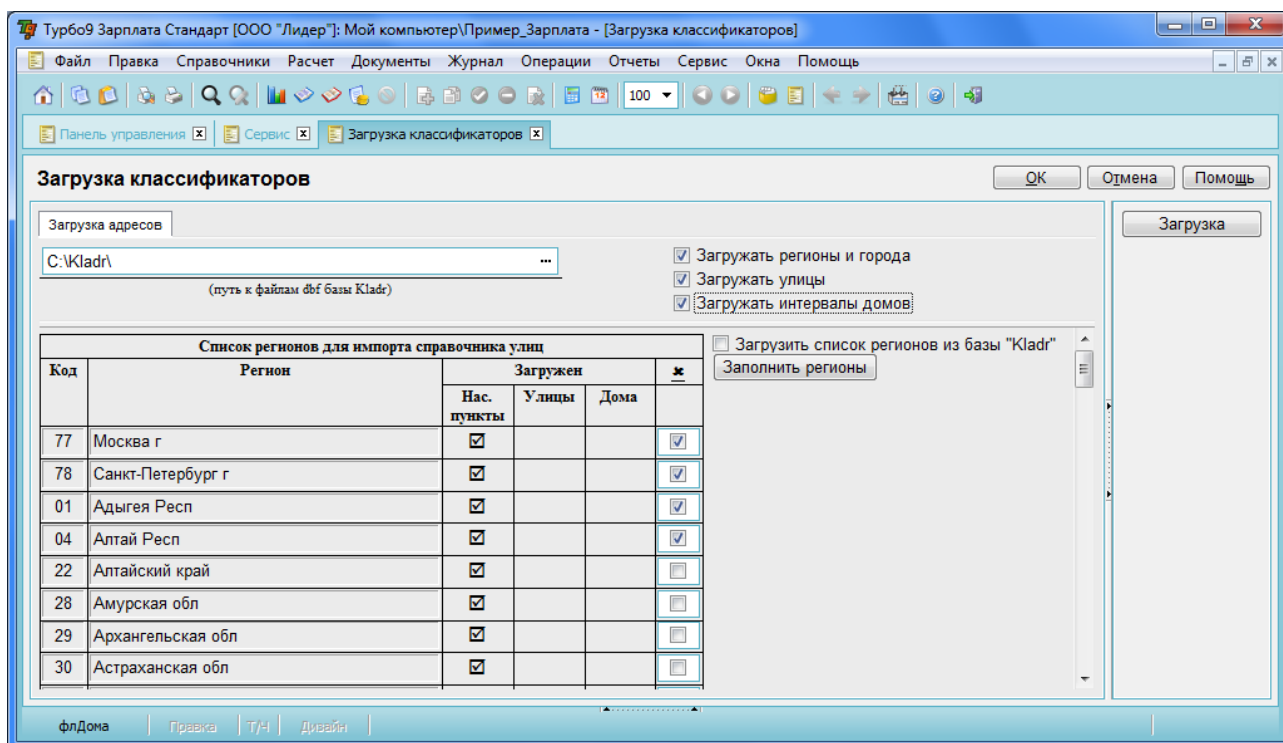 Турбо9 Зарплата Стандарт [ООО "Лидер"]: Мой компьютер\Пример_Зарплата - [Загрузка классификаторов]
Файл Правка Справочники Расчет Документы Журнал Операции Отчеты Сервис Окна Помощь
100
Панель управления Сервис Загрузка классификаторов
Загрузка классификаторов ОК Отмена Помощь
Загрузка адресов Загрузка
C:\Kladr\ ... Загружать регионы и города
(путь к файлам dbf базы Kladr) Загружать улицы
Загружать интервалы домов
Список регионов для импорта справочника улиц Загрузить список регионов из базы "Kladr"
Код Регион Загружен Заполнить регионы
Нас. пункты Улицы Дома
77 Москва г
78 Санкт-Петербург г
01 Адыгея Респ
04 Алтай Респ
22 Алтайский край
28 Амурская обл
29 Архангельская обл
30 Астраханская обл
флДома Правка Т/Ч Дизайн